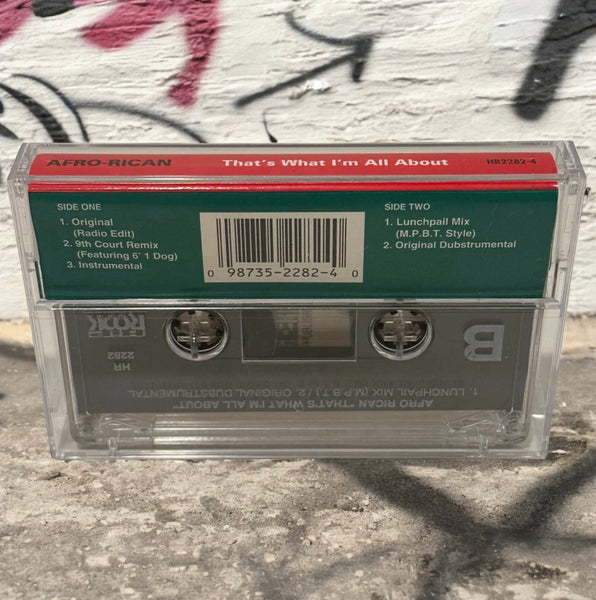 AFRO-RICAN That's What I'm All About HR2282-4
SIDE ONE
1. Original
(Radio Edit)
2. 9th Court Remix
(Featuring 6' 1 Dog)
3. Instrumental
0 98735-2282-4 0
SIDE TWO
1. Lunchpail Mix
(M.P.B.T. Style)
2. Original Dubstrumental
B
HR
2282
AFRO RICAN "THAT'S WHAT I'M ALL ABOUT"
1. LUNCHPAIL MIX (M.P.B.T.) / 2. ORIGINAL DUBSTRUMENTAL